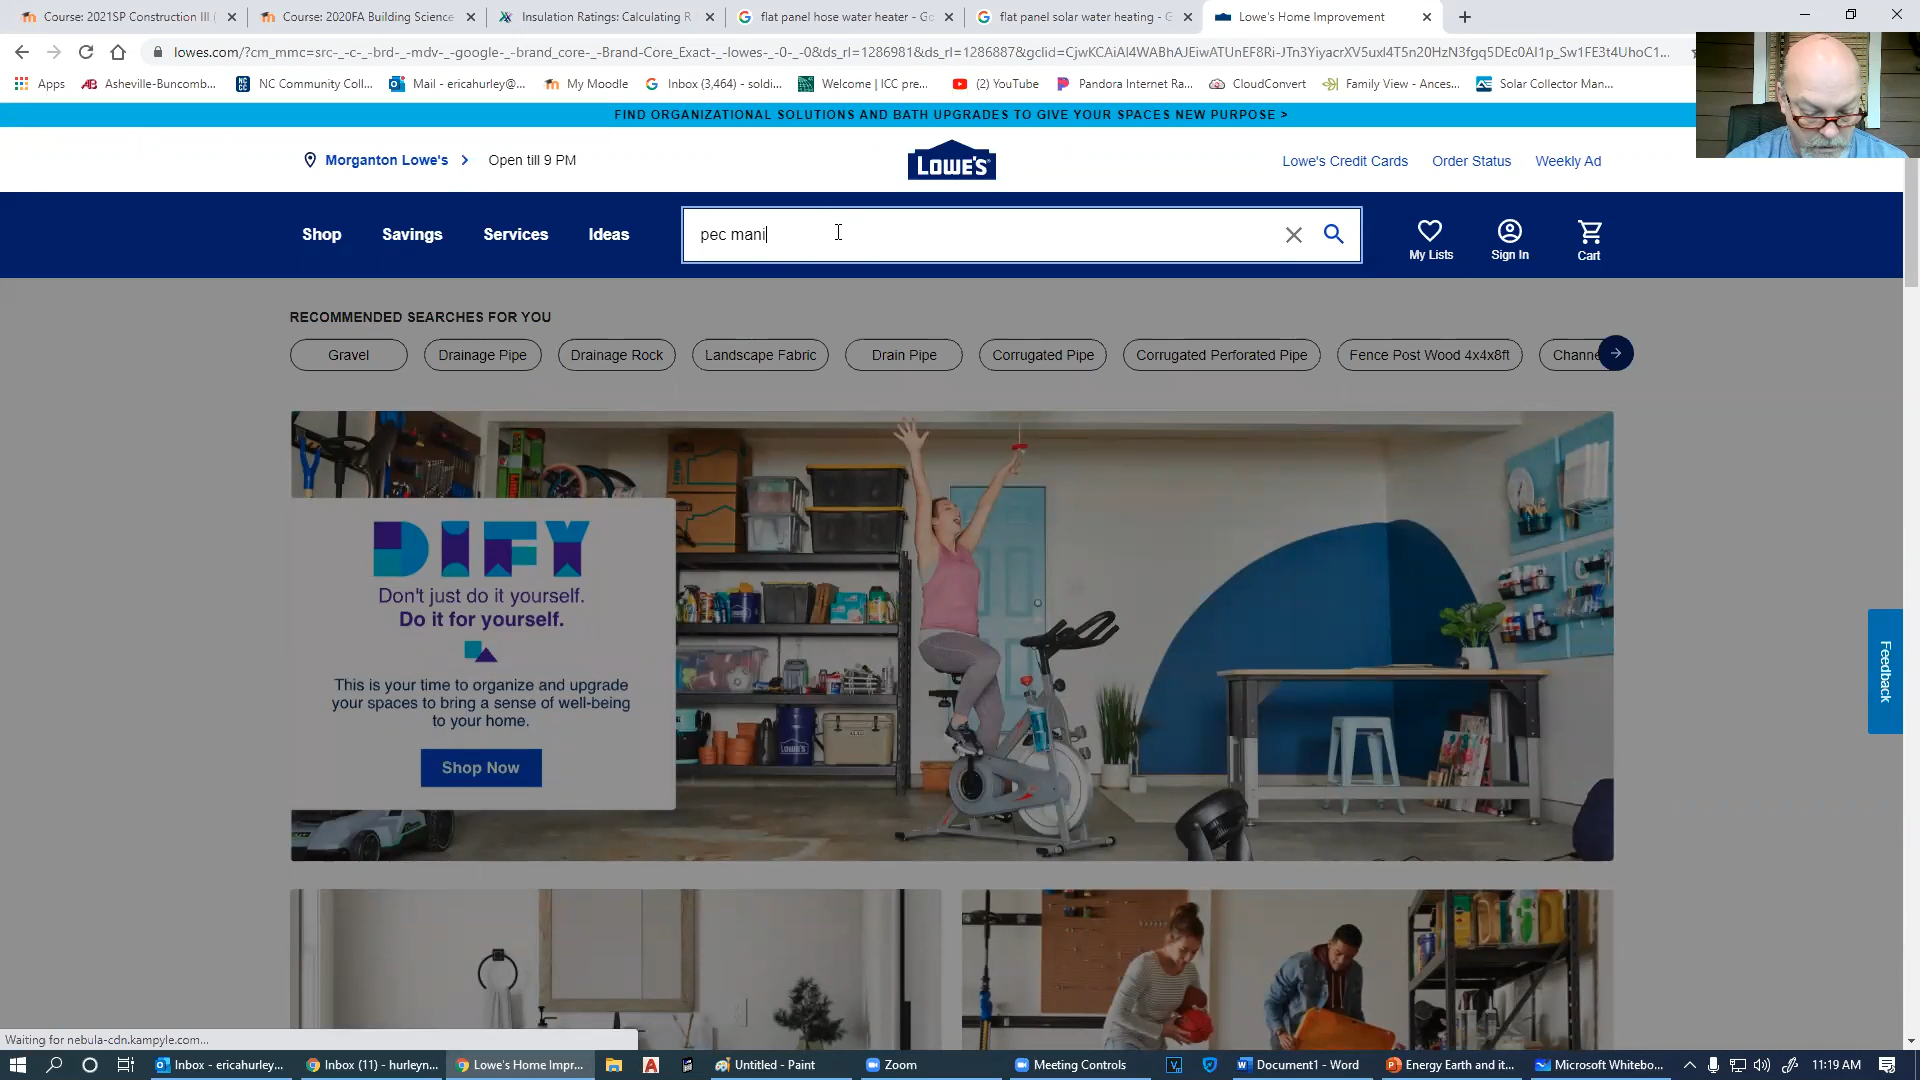 Course: 2021SP Construction III (
Course: 2020FA Building Science
Insulation Ratings: Calculating R
flat panel hose water heater - Go
flat panel solar water heating - G
Lowe's Home Improvement
lowes.com/?cm_mmc=src-_-c-_-brd-_-mdv-_-google-_-brand_core-_-Brand-Core_Exact-_-lowes-_-0-_-0&ds_rl=1286981&ds_rl=1286887&gclid=CjwKCAiAl4WABhAJEiwATUnEF8Ri-JTn3YiyacrXV5uxl4T5n20HzN3fgq5DEc0Al1p_Sw1FE3t4UhoC1...
Apps
Asheville-Buncomb...
NC Community Coll...
Mail - ericahurley@...
My Moodle
Inbox (3,464) - soldi...
Welcome | ICC pre...
(2) YouTube
Pandora Internet Ra...
CloudConvert
Family View - Ances...
Solar Collector Man...
FIND ORGANIZATIONAL SOLUTIONS AND BATH UPGRADES TO GIVE YOUR SPACES NEW PURPOSE >
Morganton Lowe's > Open till 9 PM
LOWE'S
Lowe's Credit Cards Order Status Weekly Ad
Shop Savings Services Ideas
pec mani
My Lists Sign In Cart
RECOMMENDED SEARCHES FOR YOU
Gravel
Drainage Pipe
Drainage Rock
Landscape Fabric
Drain Pipe
Corrugated Pipe
Corrugated Perforated Pipe
Fence Post Wood 4x4x8ft
Channe
DIFY
Don't just do it yourself.
Do it for yourself.
This is your time to organize and upgrade
your spaces to bring a sense of well-being
to your home.
Shop Now
LOWE'S
Feedback
Waiting for nebula-cdn.kampyle.com...
Inbox - ericahurley...
Inbox (11) - hurleyn...
Lowe's Home Impr...
Untitled - Paint
Zoom
Meeting Controls
Document1 - Word
Energy Earth and it...
Microsoft Whitebo...
11:19 AM